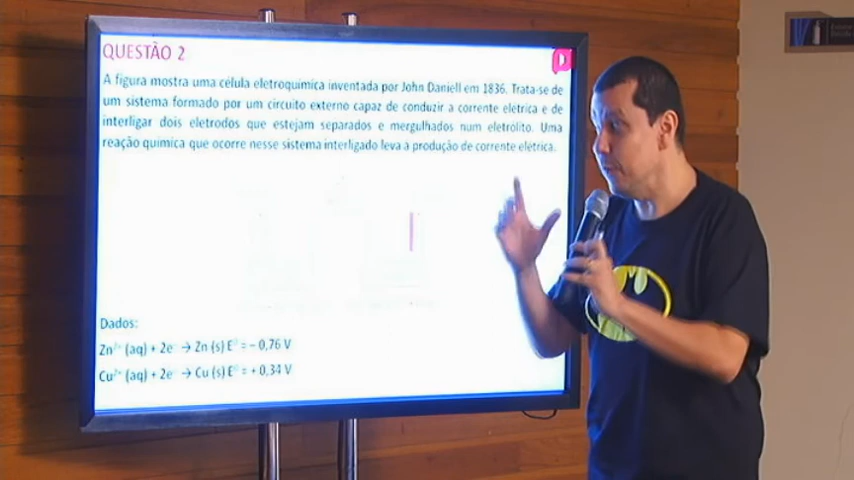 QUESTÃO 2
A figura mostra uma célula eletroquímica inventada por John Daniell em 1836. Trata-se de
um sistema formado por um circuito externo capaz de conduzir a corrente elétrica e de
interligar dois eletrodos que estejam separados e mergulhados num eletrólito. Uma
reação química que ocorre nesse sistema interligado leva a produção de corrente elétrica.
Dados:
Zn²⁺ (aq) + 2e⁻ → Zn (s) E⁰ = – 0,76 V
Cu²⁺ (aq) + 2e⁻ → Cu (s) E⁰ = + 0,34 V